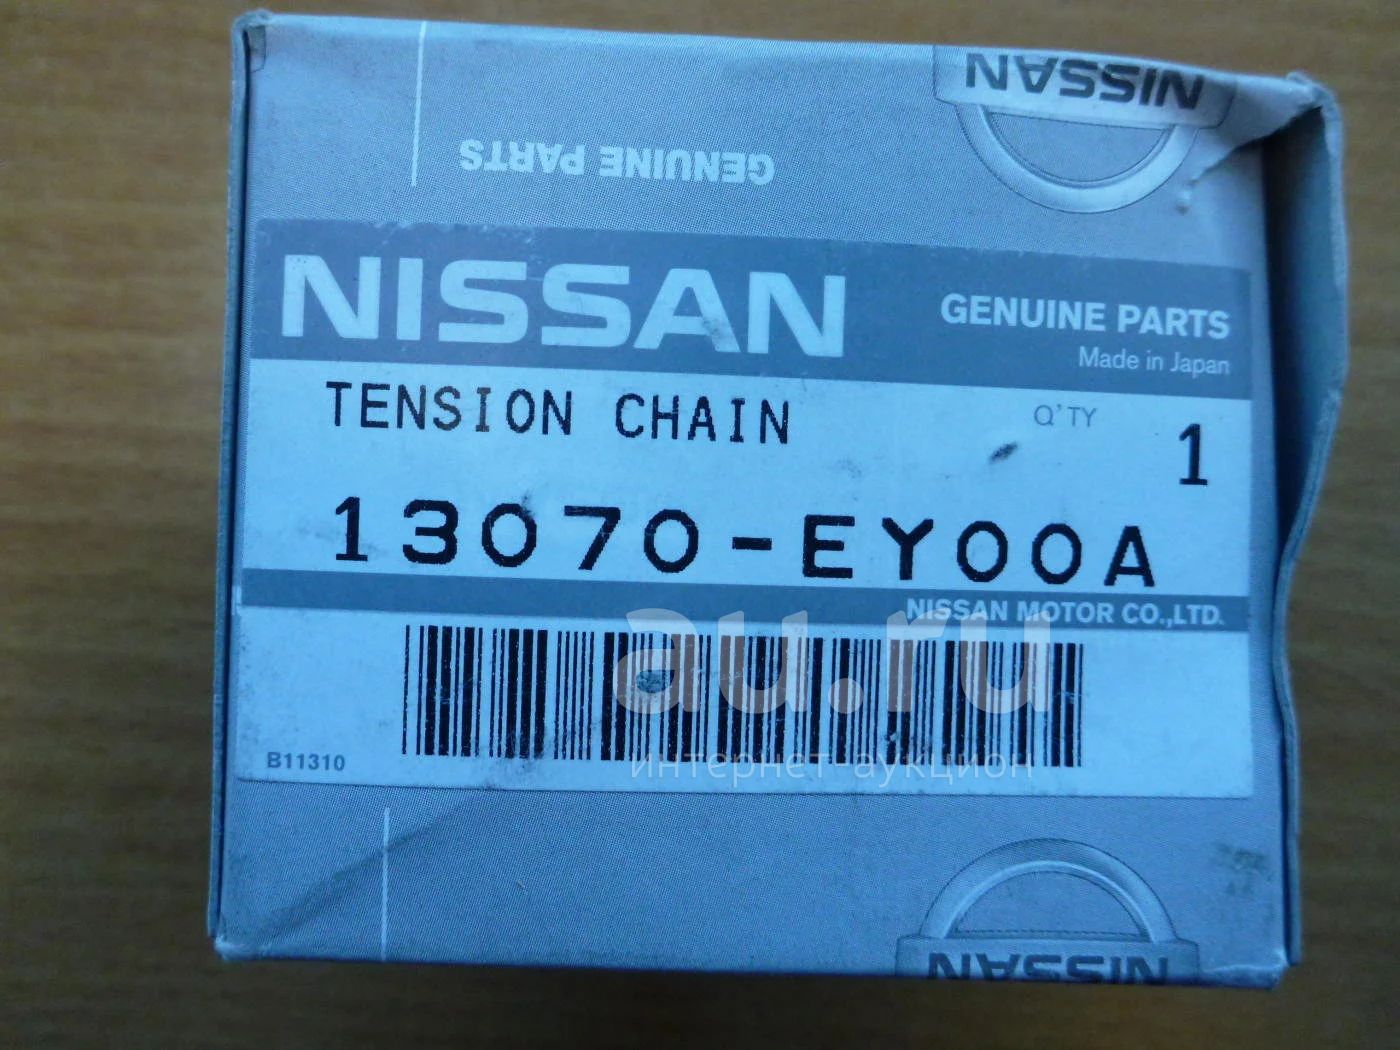 NISSAN
GENUINE PARTS
NISSAN
GENUINE PARTS
Made in Japan
TENSION CHAIN
Q'TY
1
13070-EY00A
NISSAN MOTOR CO.,LTD.
au.ru
интернет аукцион
B11310
NISSAN